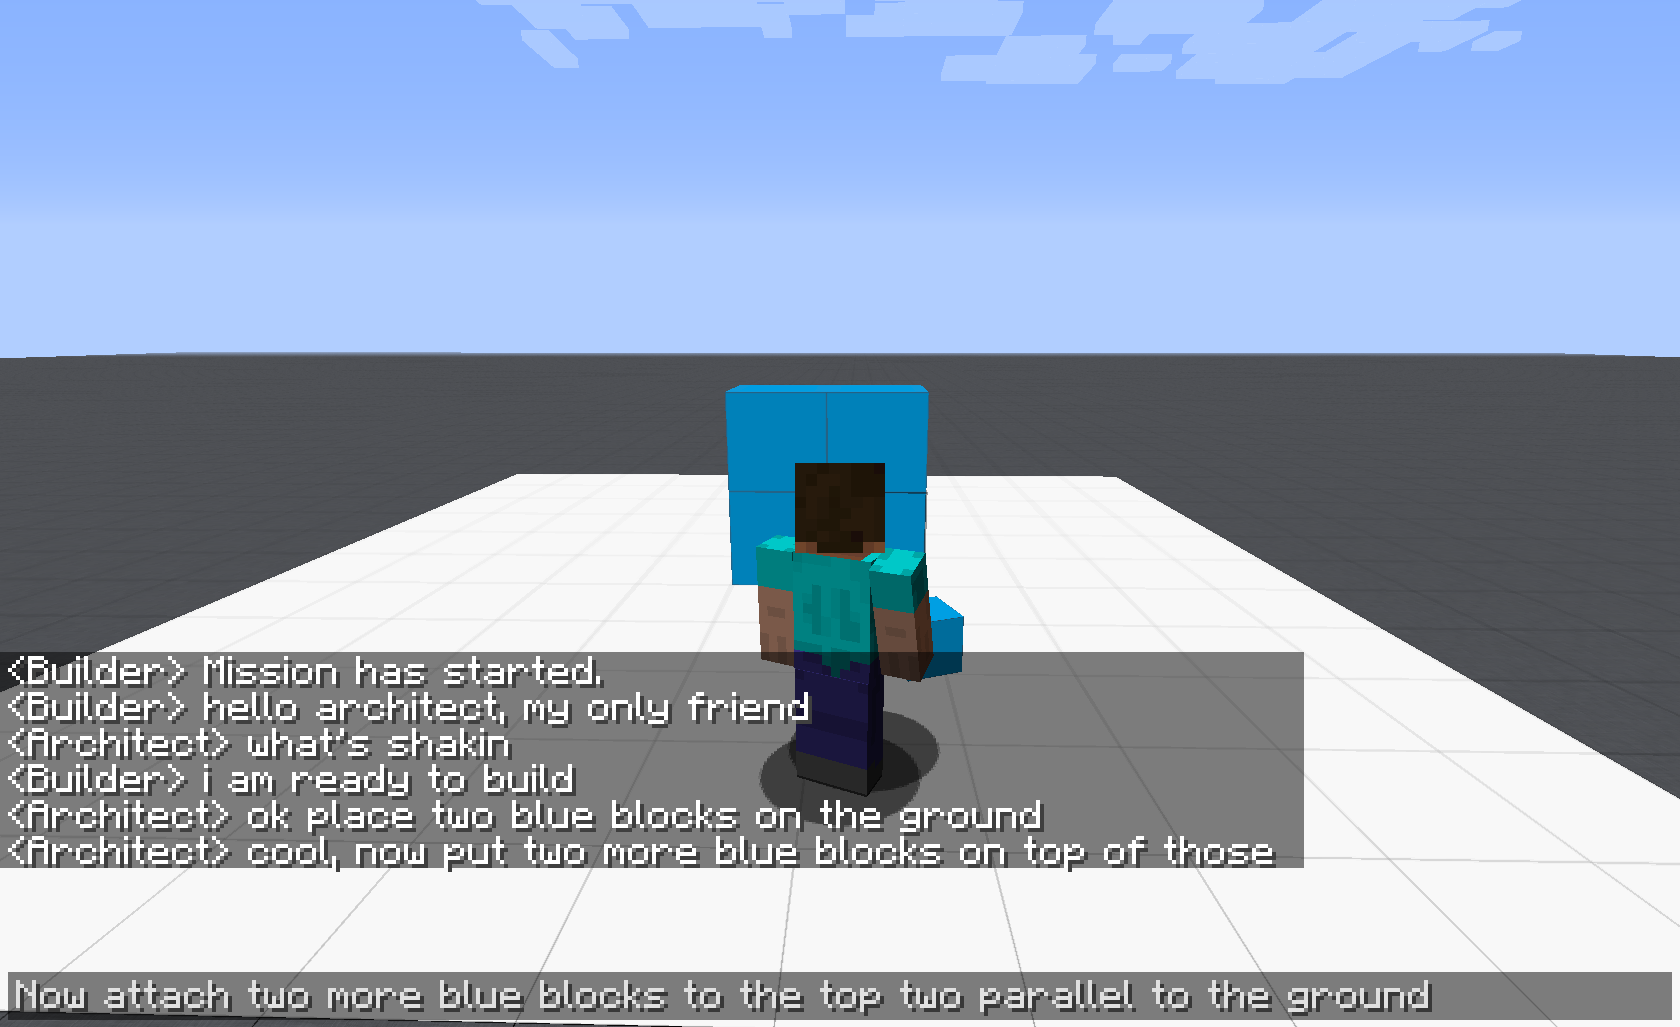 <Builder> Mission has started.
<Builder> hello architect, my only friend
<Architect> what's shakin
<Builder> i am ready to build
<Architect> ok place two blue blocks on the ground
<Architect> cool, now put two more blue blocks on top of those
Now attach two more blue blocks to the top two parallel to the ground